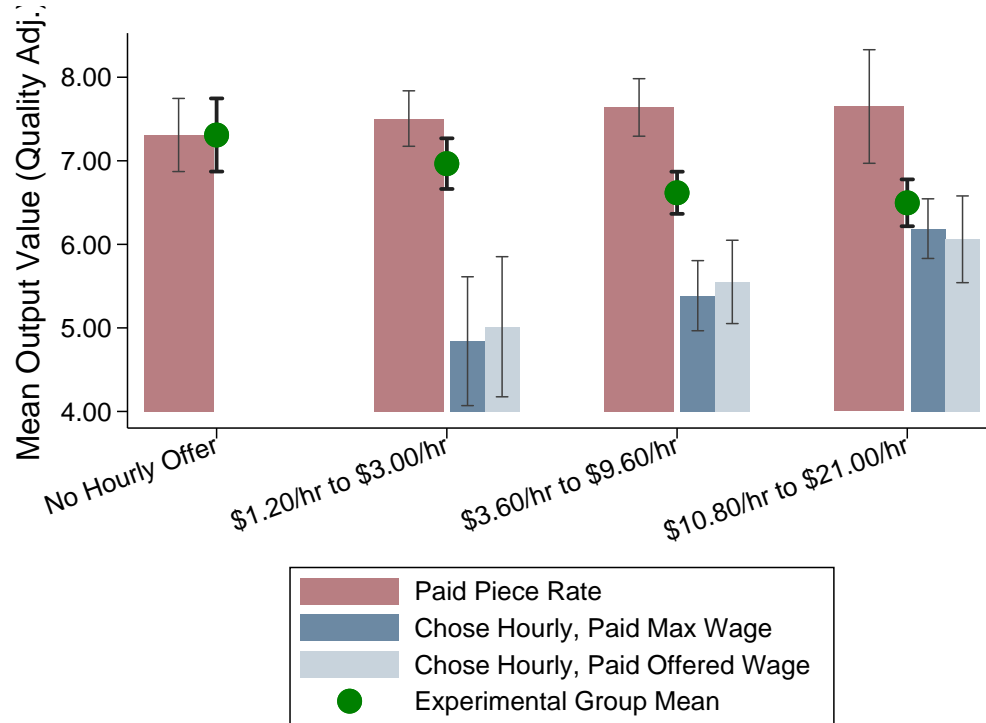 Mean Output Value (Quality Adj.)
8.00
7.00
6.00
5.00
4.00
No Hourly Offer
$1.20/hr to $3.00/hr
$3.60/hr to $9.60/hr
$10.80/hr to $21.00/hr
Paid Piece Rate
Chose Hourly, Paid Max Wage
Chose Hourly, Paid Offered Wage
Experimental Group Mean